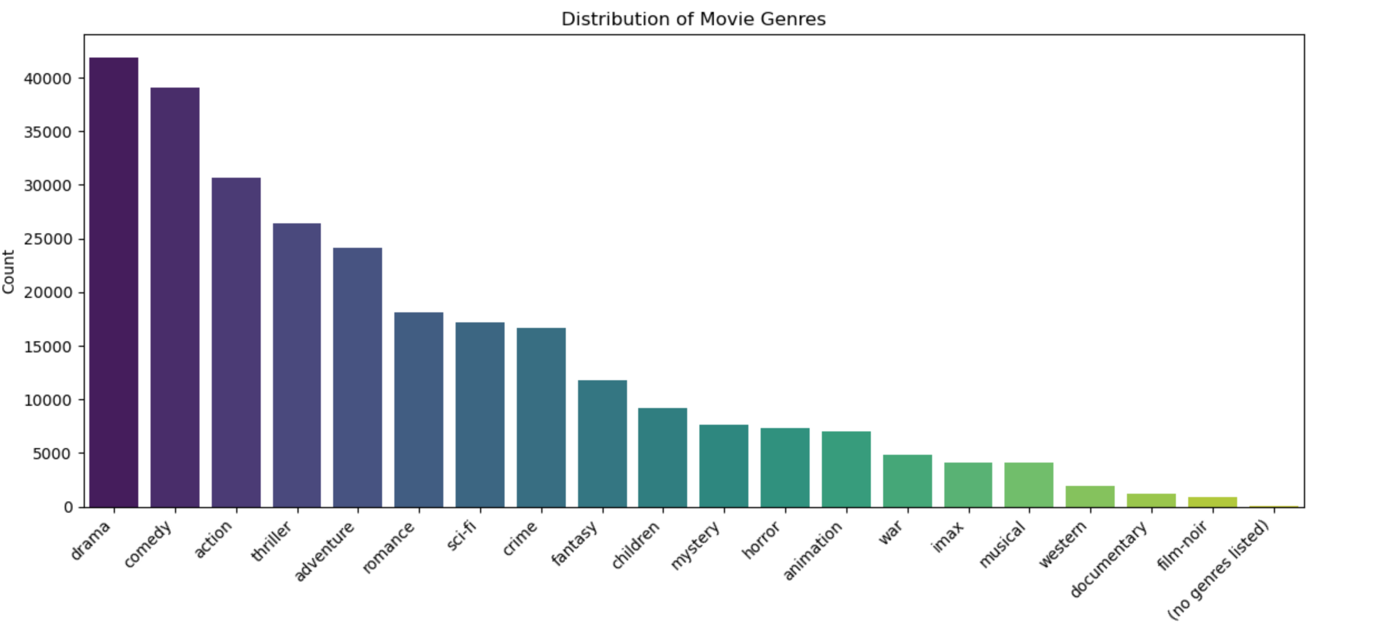 Distribution of Movie Genres
Count
40000
35000
30000
25000
20000
15000
10000
5000
0
drama
comedy
action
thriller
adventure
romance
sci-fi
crime
fantasy
children
mystery
horror
animation
war
imax
musical
western
documentary
film-noir
(no genres listed)